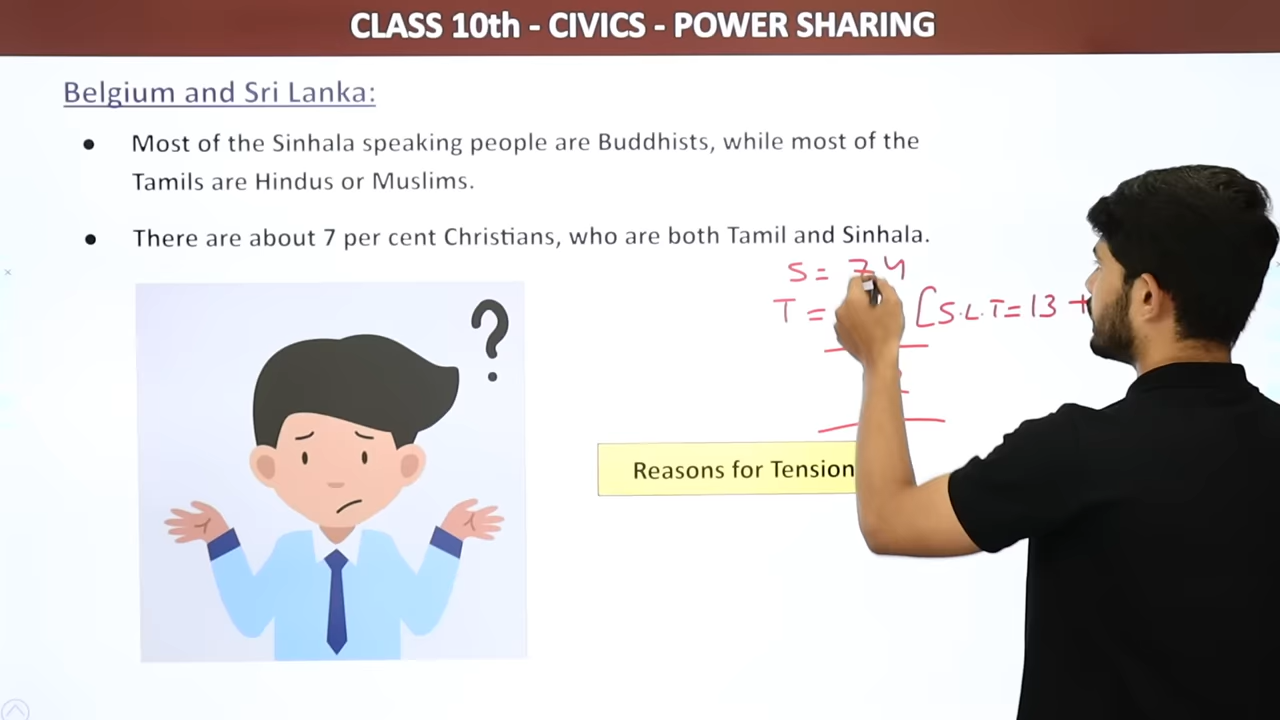 CLASS 10th - CIVICS - POWER SHARING
Belgium and Sri Lanka:
• Most of the Sinhala speaking people are Buddhists, while most of the
Tamils are Hindus or Muslims.
• There are about 7 per cent Christians, who are both Tamil and Sinhala.
S = 74
T = [S.L.T = 13 +
?
Reasons for Tension